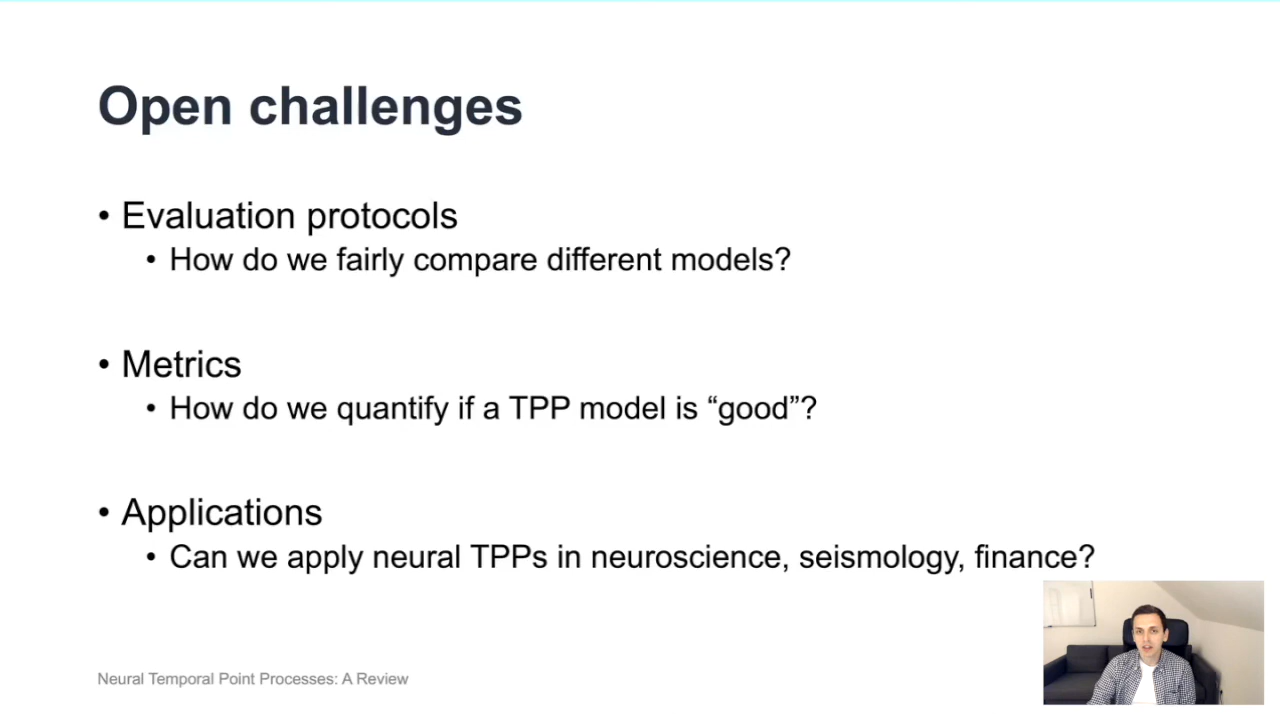 Open challenges
• Evaluation protocols
• How do we fairly compare different models?
• Metrics
• How do we quantify if a TPP model is “good”?
• Applications
• Can we apply neural TPPs in neuroscience, seismology, finance?
Neural Temporal Point Processes: A Review